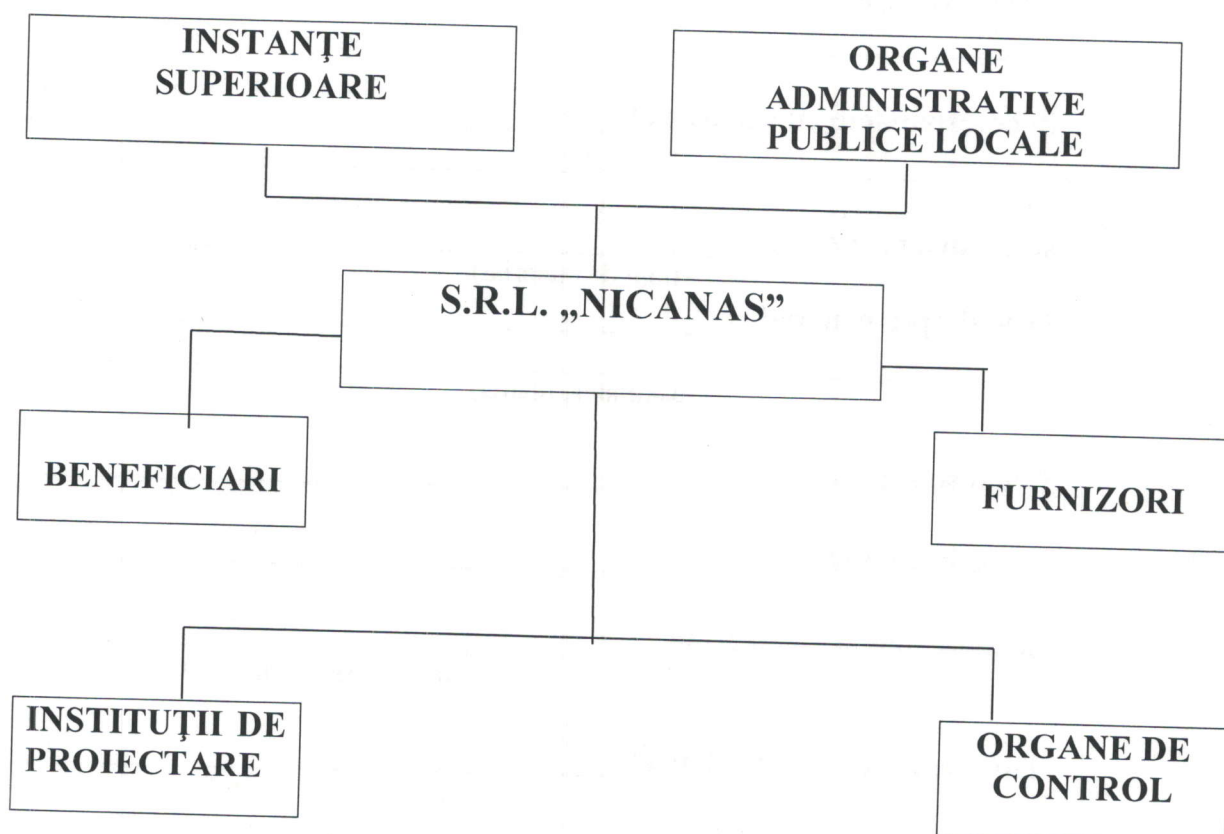 INSTANŢE
SUPERIOARE
ORGANE
ADMINISTRATIVE
PUBLICE LOCALE
S.R.L. „NICANAS”
BENEFICIARI
FURNIZORI
INSTITUŢII DE
PROIECTARE
ORGANE DE
CONTROL